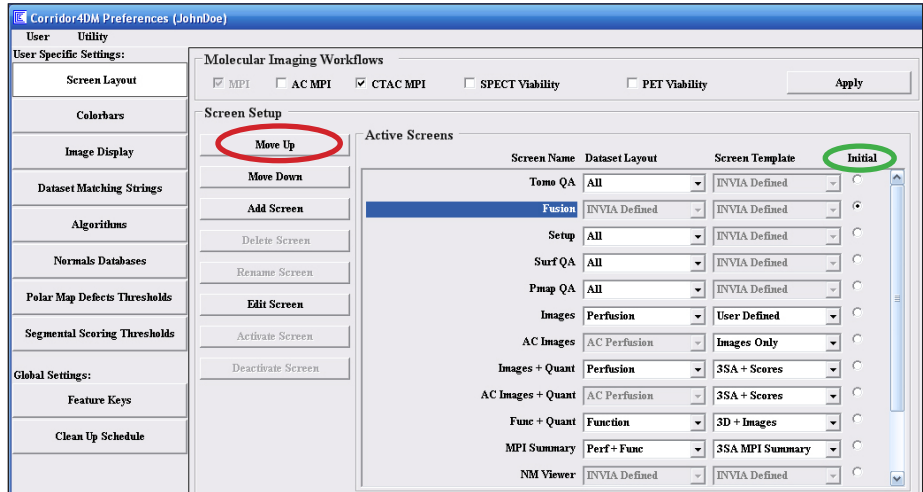 Corridor4DM Preferences (JohnDoe)
User Utility
User Specific Settings:
Screen Layout
Colorbars
Image Display
Dataset Matching Strings
Algorithms
Normals Databases
Polar Map Defects Thresholds
Segmental Scoring Thresholds
Global Settings:
Feature Keys
Clean Up Schedule
Molecular Imaging Workflows
MPI AC MPI CTAC MPI SPECT Viability PET Viability Apply
Screen Setup
Move Up
Move Down
Add Screen
Delete Screen
Rename Screen
Edit Screen
Activate Screen
Deactivate Screen
Active Screens
Screen Name Dataset Layout Screen Template Initial
Tomo QA All INVIA Defined
Fusion INVIA Defined INVIA Defined
Setup All INVIA Defined
Surf QA All INVIA Defined
Pmap QA All INVIA Defined
Images Perfusion User Defined
AC Images AC Perfusion Images Only
Images + Quant Perfusion 3SA + Scores
AC Images + Quant AC Perfusion 3SA + Scores
Func + Quant Function 3D + Images
MPI Summary Perf + Func 3SA MPI Summary
NM Viewer INVIA Defined INVIA Defined